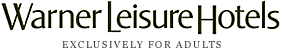 Warner Leisure Hotels
EXCLUSIVELY FOR ADULTS